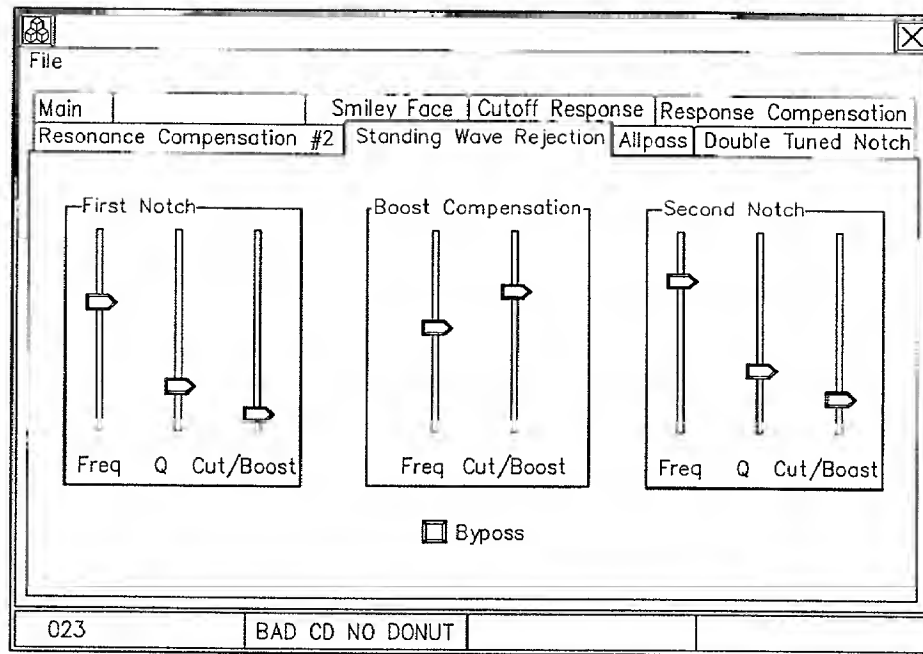 File
Main Smiley Face Cutoff Response Response Compensation
Resonance Compensation #2 Standing Wave Rejection Allpass Double Tuned Notch
First Notch Boost Compensation Second Notch
Freq Q Cut/Boost Freq Cut/Boost Freq Q Cut/Boast
Byposs
023 BAD CD NO DONUT